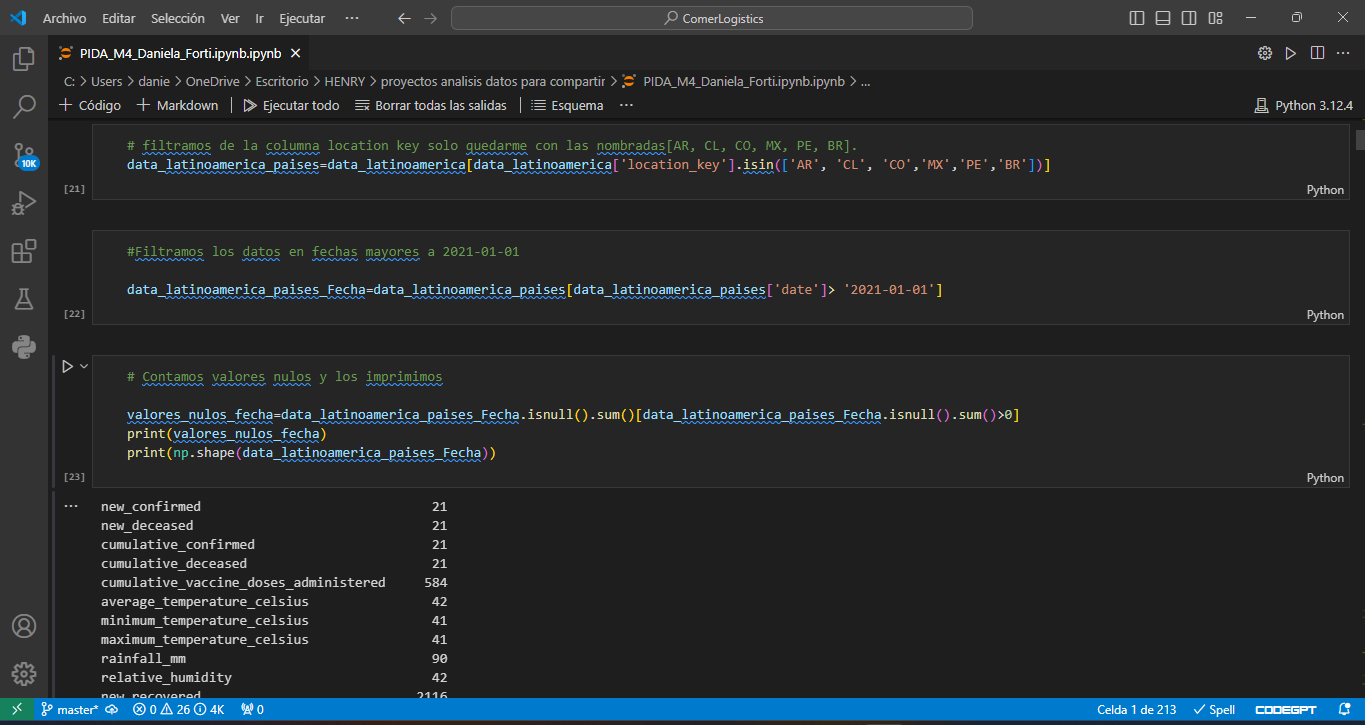 Archivo Editar Selección Ver Ir Ejecutar ··· ComerLogistics
PIDA_M4_Daniela_Forti.ipynb.ipynb
C: > Users > danie > OneDrive > Escritorio > HENRY > proyectos analisis datos para compartir > PIDA_M4_Daniela_Forti.ipynb.ipynb > ...
+ Código + Markdown Ejecutar todo Borrar todas las salidas Esquema ··· Python 3.12.4
# filtramos de la columna location key solo quedarme con las nombradas[AR, CL, CO, MX, PE, BR].
data_latinoamerica_paises=data_latinoamerica[data_latinoamerica['location_key'].isin(['AR', 'CL', 'CO','MX','PE','BR'])]
[21] Python
#Filtramos los datos en fechas mayores a 2021-01-01
data_latinoamerica_paises_Fecha=data_latinoamerica_paises[data_latinoamerica_paises['date']> '2021-01-01']
[22] Python
# Contamos valores nulos y los imprimimos
valores_nulos_fecha=data_latinoamerica_paises_Fecha.isnull().sum()[data_latinoamerica_paises_Fecha.isnull().sum()>0]
print(valores_nulos_fecha)
print(np.shape(data_latinoamerica_paises_Fecha))
[23] Python
··· new_confirmed 21
new_deceased 21
cumulative_confirmed 21
cumulative_deceased 21
cumulative_vaccine_doses_administered 584
average_temperature_celsius 42
minimum_temperature_celsius 41
maximum_temperature_celsius 41
rainfall_mm 90
relative_humidity 42
new_recovered 2116
10K
master* 0 26 4K 0 Celda 1 de 213 Spell CODEGPT